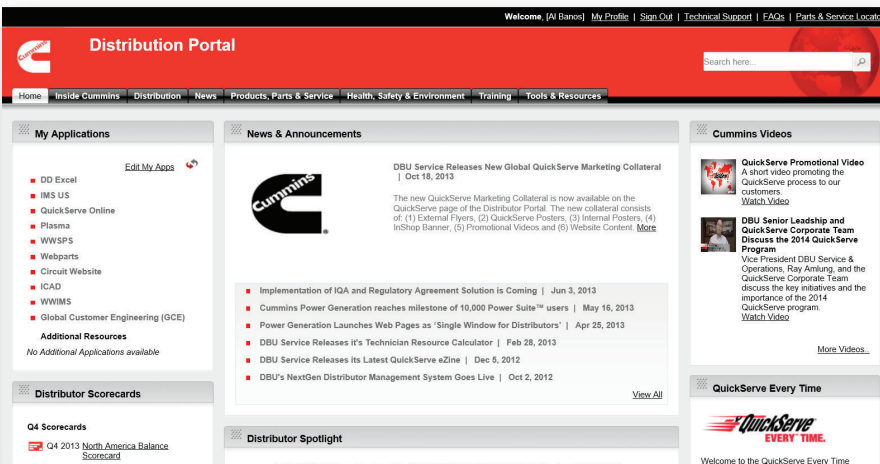 Welcome, [Al Banos] My Profile | Sign Out | Technical Support | FAQs | Parts & Service Locato
Cummins
Distribution Portal
Search here...
Home Inside Cummins Distribution News Products, Parts & Service Health, Safety & Environment Training Tools & Resources
My Applications
Edit My Apps
DD Excel
IMS US
QuickServe Online
Plasma
WWSPS
Webparts
Circuit Website
ICAD
WWIMS
Global Customer Engineering (GCE)
Additional Resources
No Additional Applications available
Distributor Scorecards
Q4 Scorecards
Q4 2013 North America Balance
Scorecard
News & Announcements
Cummins
DBU Service Releases New Global QuickServe Marketing Collateral
| Oct 18, 2013
The new QuickServe Marketing Collateral is now available on the
QuickServe page of the Distributor Portal. The new collateral consists
of: (1) External Flyers, (2) QuickServe Posters, (3) Internal Posters, (4)
InShop Banner, (5) Promotional Videos and (6) Website Content. More
Implementation of IQA and Regulatory Agreement Solution is Coming | Jun 3, 2013
Cummins Power Generation reaches milestone of 10,000 Power Suite™ users | May 16, 2013
Power Generation Launches Web Pages as 'Single Window for Distributors' | Apr 25, 2013
DBU Service Releases it's Technician Resource Calculator | Feb 28, 2013
DBU Service Releases its Latest QuickServe eZine | Dec 5, 2012
DBU's NextGen Distributor Management System Goes Live | Oct 2, 2012
View All
Distributor Spotlight
Cummins Videos
QuickServe Promotional Video
A short video promoting the
QuickServe process to our
customers.
Watch Video
DBU Senior Leadship and
QuickServe Corporate Team
Discuss the 2014 QuickServe
Program
Vice President DBU Service &
Operations, Ray Amlung, and the
QuickServe Corporate Team
discuss the key initiatives and the
importance of the 2014
QuickServe program.
Watch Video
More Videos..
QuickServe Every Time
QuickServe
EVERY TIME.
Welcome to the QuickServe Every Time